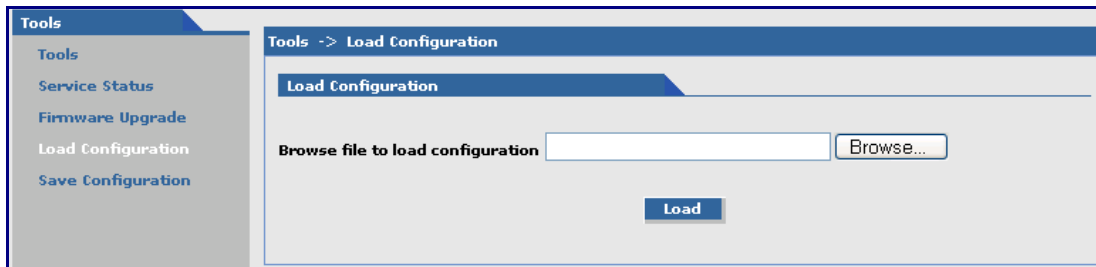 Tools
Tools
Service Status
Firmware Upgrade
Load Configuration
Save Configuration
Tools -> Load Configuration
Load Configuration
Browse file to load configuration Browse...
Load